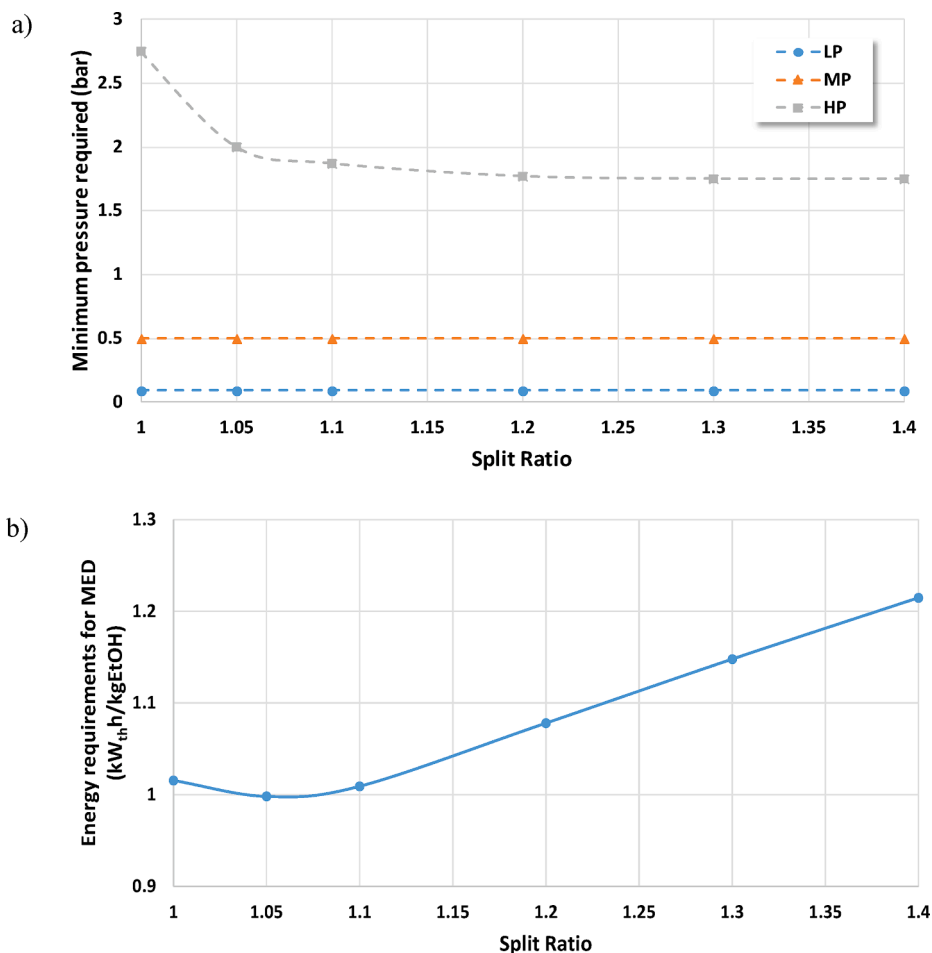 a)
Minimum pressure required (bar)
3
2.5
2
1.5
1
0.5
0
LP
MP
HP
1 1.05 1.1 1.15 1.2 1.25 1.3 1.35 1.4
Split Ratio
b)
Energy requirements for MED
(kWthh/kgEtOH)
1.3
1.2
1.1
1
0.9
1 1.05 1.1 1.15 1.2 1.25 1.3 1.35 1.4
Split Ratio